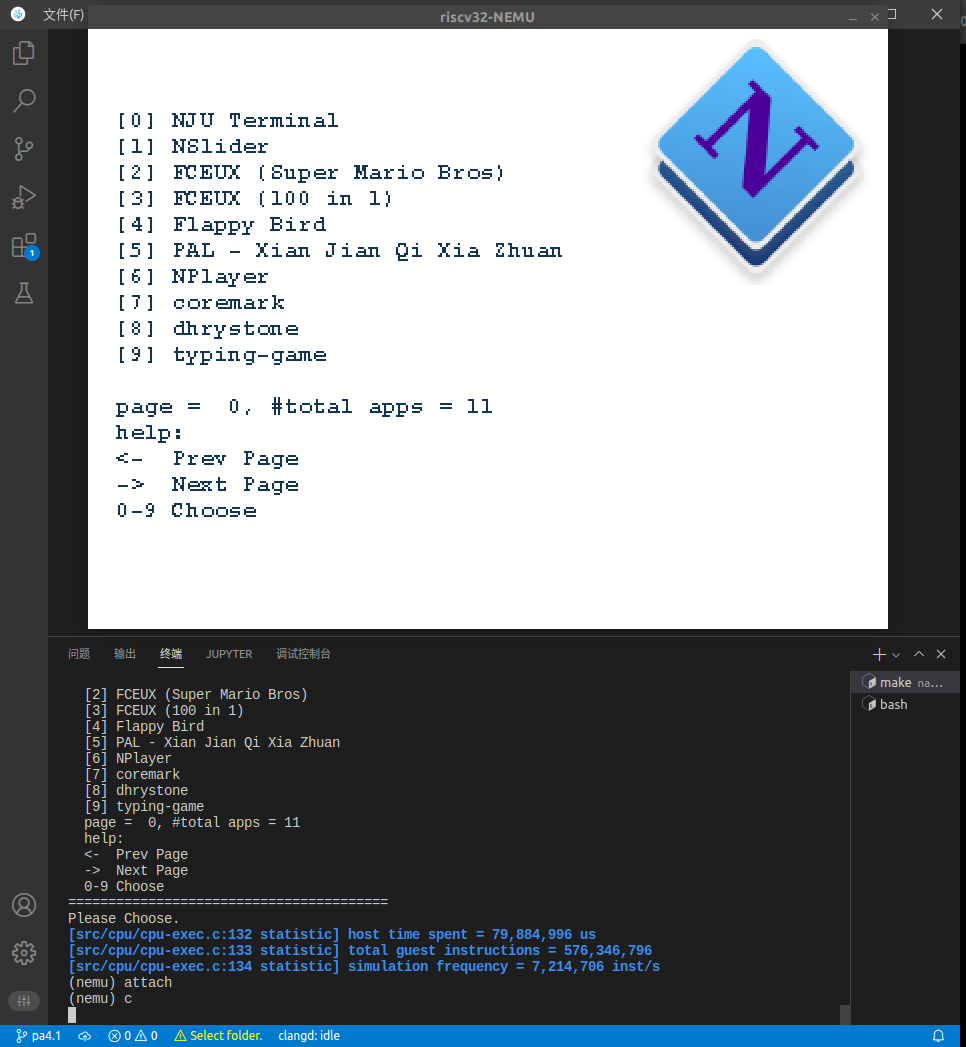 文件(F)
riscv32-NEMU
N
[0] NJU Terminal
[1] NSlider
[2] FCEUX (Super Mario Bros)
[3] FCEUX (100 in 1)
[4] Flappy Bird
[5] PAL - Xian Jian Qi Xia Zhuan
[6] NPlayer
[7] coremark
[8] dhrystone
[9] typing-game
page =  0, #total apps = 11
help:
<-  Prev Page
->  Next Page
0-9 Choose
1
问题 输出 终端 JUPYTER 调试控制台
[2] FCEUX (Super Mario Bros)
[3] FCEUX (100 in 1)
[4] Flappy Bird
[5] PAL - Xian Jian Qi Xia Zhuan
[6] NPlayer
[7] coremark
[8] dhrystone
[9] typing-game
page =  0, #total apps = 11
help:
<-  Prev Page
->  Next Page
0-9 Choose
========================================
Please Choose.
[src/cpu/cpu-exec.c:132 statistic] host time spent = 79,884,996 us
[src/cpu/cpu-exec.c:133 statistic] total guest instructions = 576,346,796
[src/cpu/cpu-exec.c:134 statistic] simulation frequency = 7,214,706 inst/s
(nemu) attach
(nemu) c
make na...
bash
pa4.1 0 0 Select folder. clangd: idle